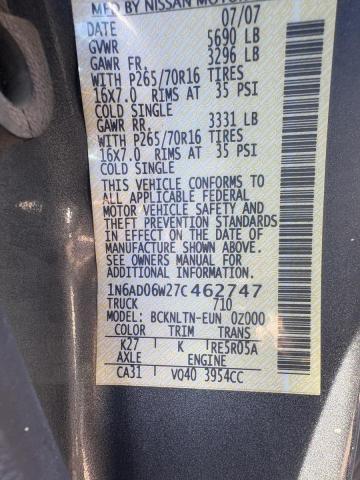 MFD BY NISSAN MOTOR
DATE 07/07
GVWR 5690 LB
GAWR FR. 3296 LB
WITH P265/70R16 TIRES
16X7.0 RIMS AT 35 PSI
COLD SINGLE
GAWR RR. 3331 LB
WITH P265/70R16 TIRES
16X7.0 RIMS AT 35 PSI
COLD SINGLE
THIS VEHICLE CONFORMS TO
ALL APPLICABLE FEDERAL
MOTOR VEHICLE SAFETY AND
THEFT PREVENTION STANDARDS
IN EFFECT ON THE DATE OF
MANUFACTURE SHOWN ABOVE.
SEE OWNERS MANUAL FOR
ADDITIONAL INFORMATION.
1N6AD06W27C462747
TRUCK 710
MODEL: BCKNLTN-EUN 0Z000
COLOR TRIM TRANS
K27 K RE5R05A
AXLE ENGINE
CA31 VQ40 3954CC